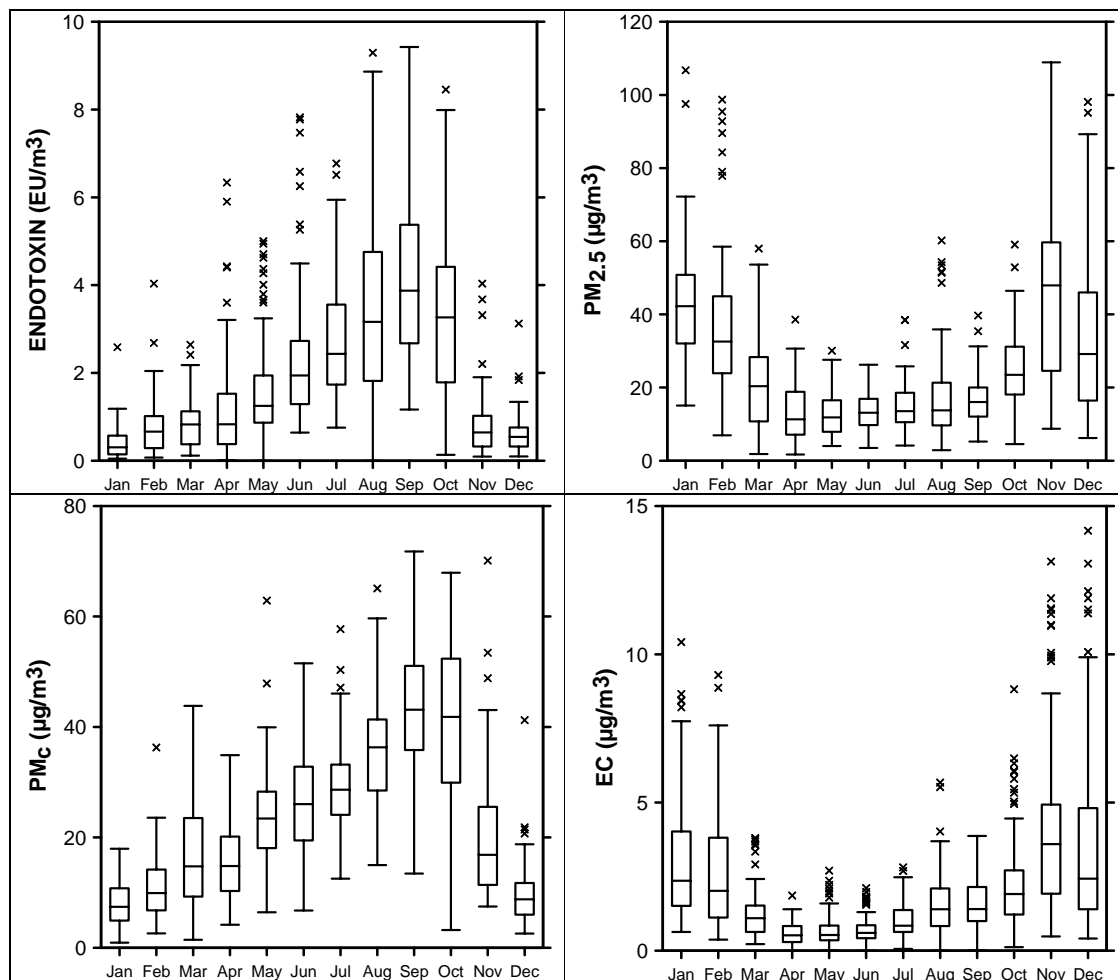 10
8
6
4
2
0
ENDOTOXIN (EU/m3)
Jan Feb Mar Apr May Jun Jul Aug Sep Oct Nov Dec
120
100
80
60
40
20
0
PM2.5 (µg/m3)
Jan Feb Mar Apr May Jun Jul Aug Sep Oct Nov Dec
80
60
40
20
0
PMc (µg/m3)
Jan Feb Mar Apr May Jun Jul Aug Sep Oct Nov Dec
15
10
5
0
EC (µg/m3)
Jan Feb Mar Apr May Jun Jul Aug Sep Oct Nov Dec